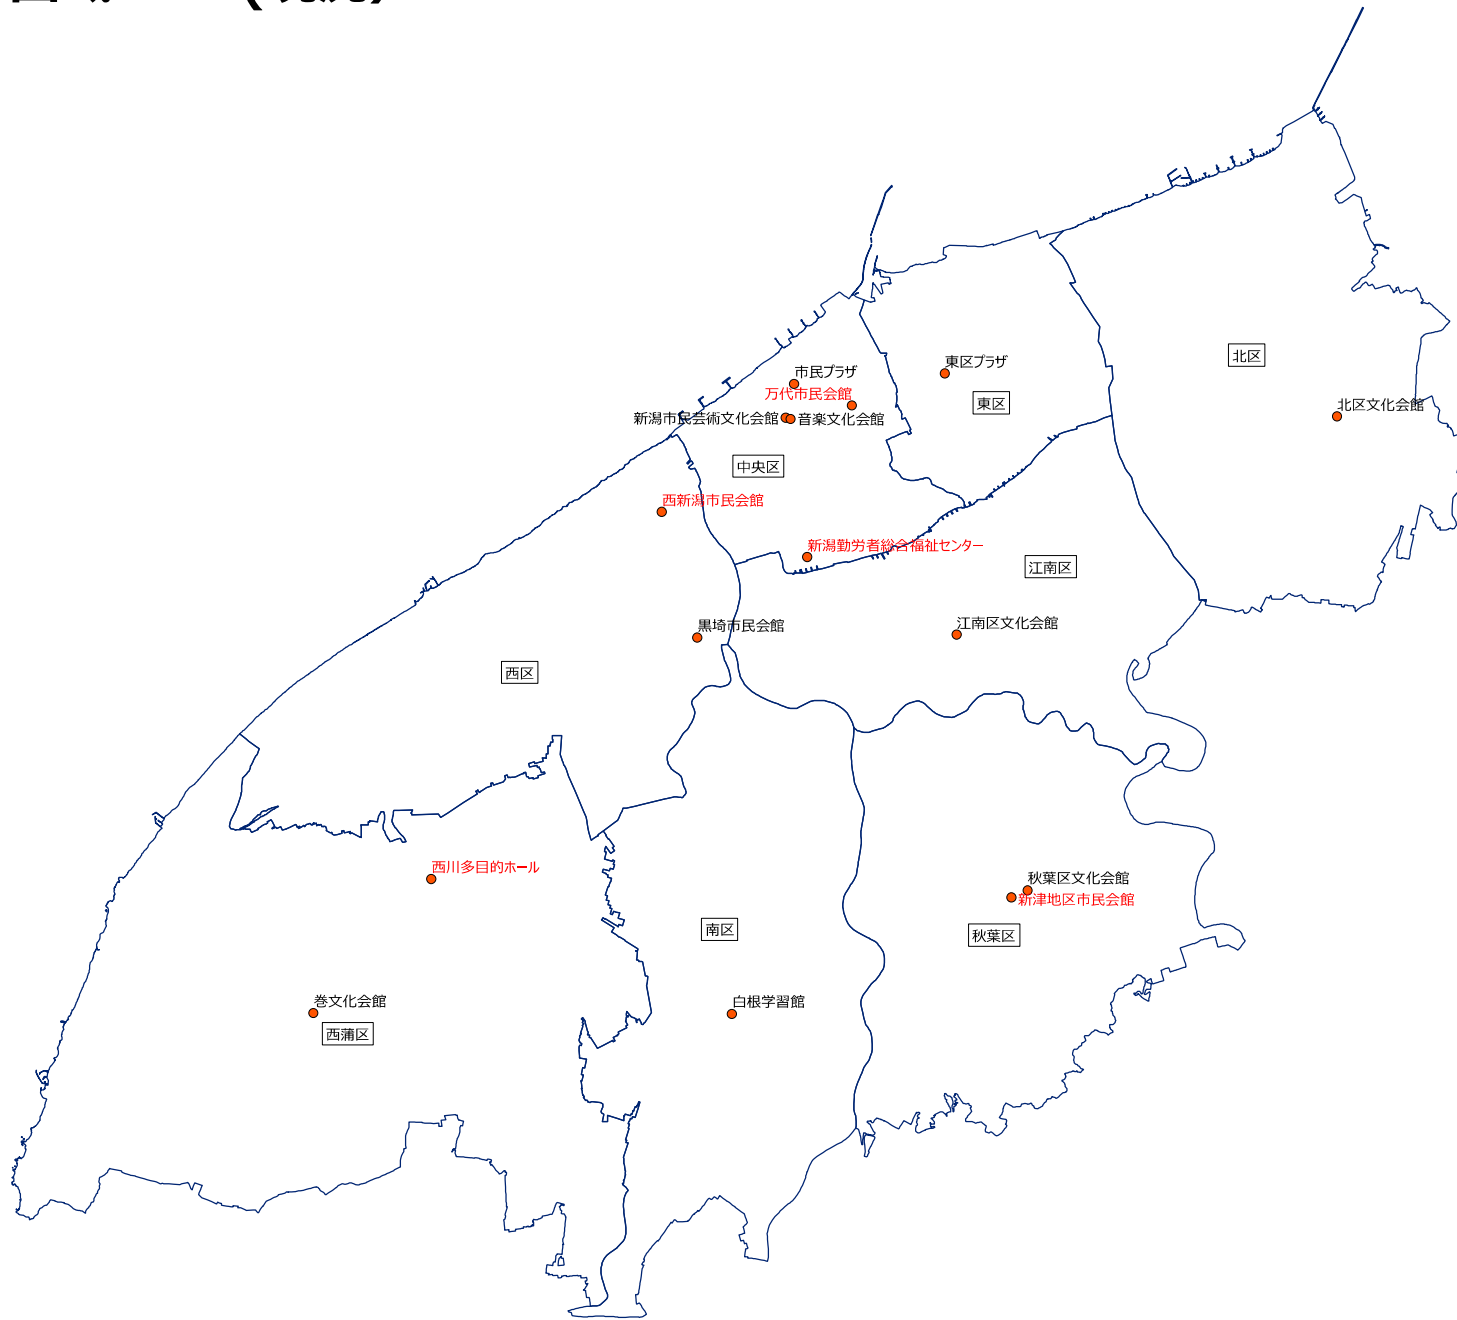 北区
東区プラザ
市民プラザ
万代市民会館
東区
北区文化会館
新潟市民芸術文化会館
音楽文化会館
中央区
西新潟市民会館
新潟勤労者総合福祉センター
江南区
江南区文化会館
黒埼市民会館
西区
西川多目的ホール
秋葉区文化会館
新津地区市民会館
南区
秋葉区
巻文化会館
白根学習館
西蒲区